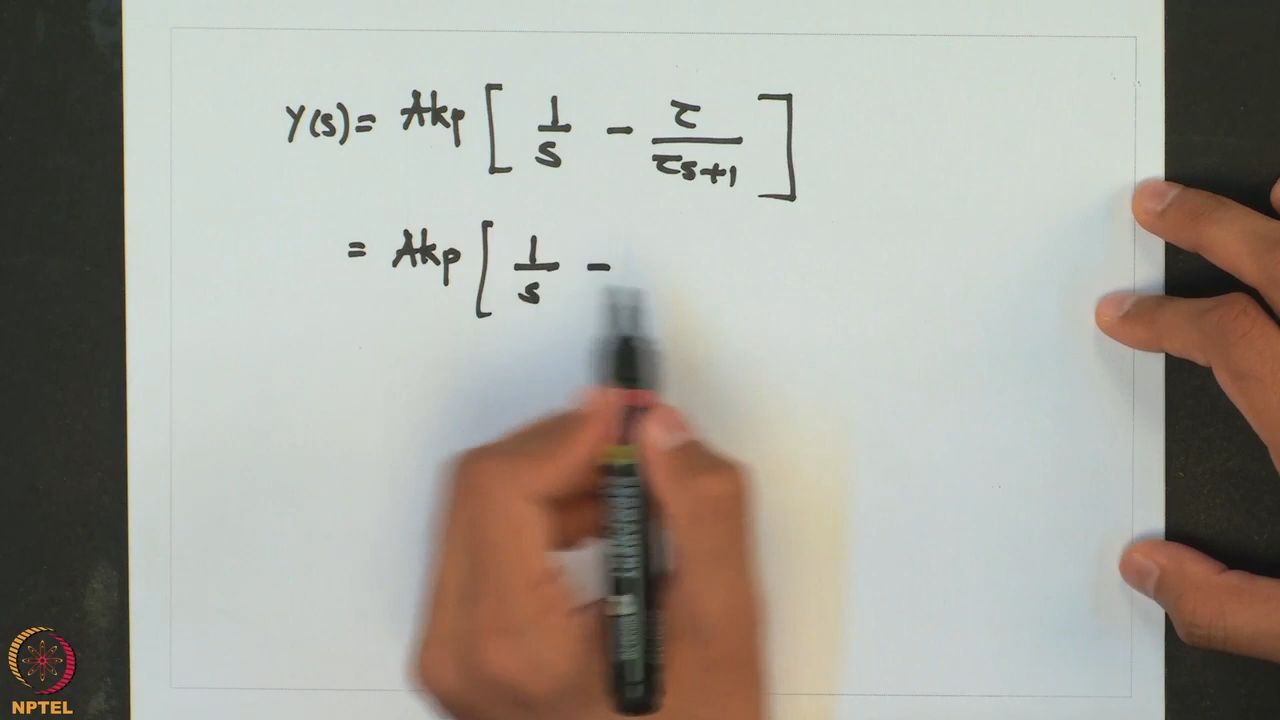 Y(s) = Akp [ 1/s - τ/τs+1 ]
= Akp [ 1/s -
NPTEL